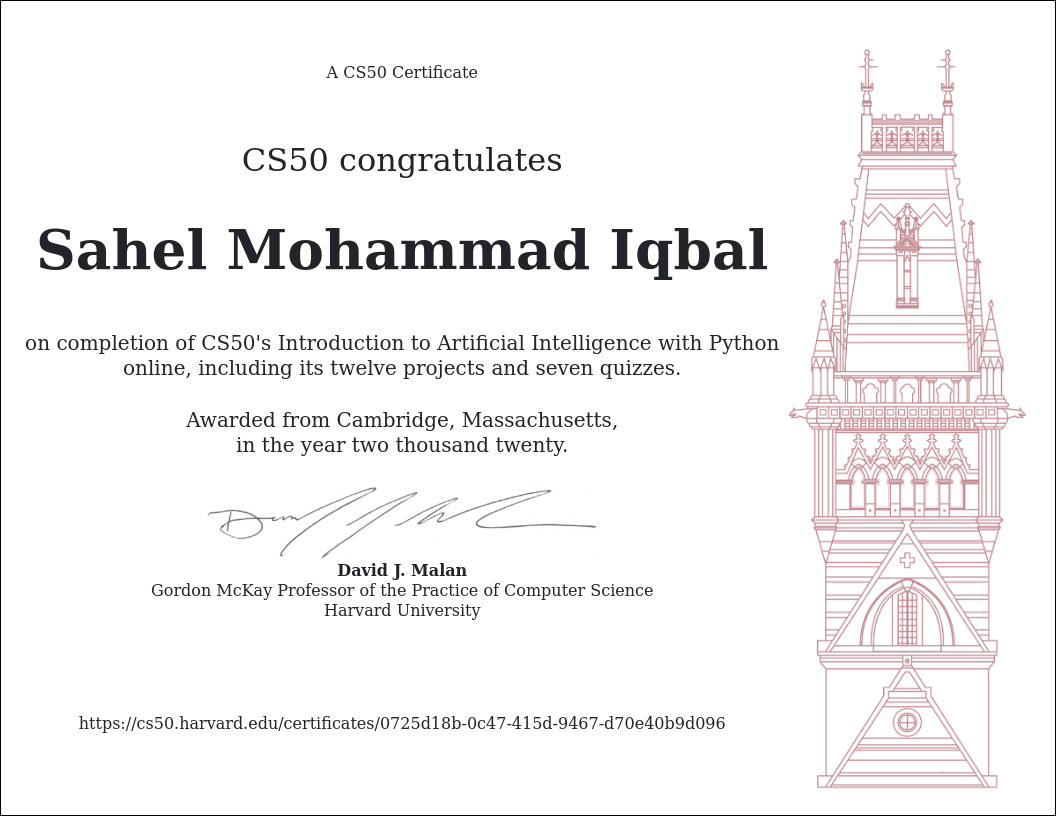 A CS50 Certificate
CS50 congratulates
Sahel Mohammad Iqbal
on completion of CS50's Introduction to Artificial Intelligence with Python
online, including its twelve projects and seven quizzes.
Awarded from Cambridge, Massachusetts,
in the year two thousand twenty.
David J. Malan
Gordon McKay Professor of the Practice of Computer Science
Harvard University
https://cs50.harvard.edu/certificates/0725d18b-0c47-415d-9467-d70e40b9d096